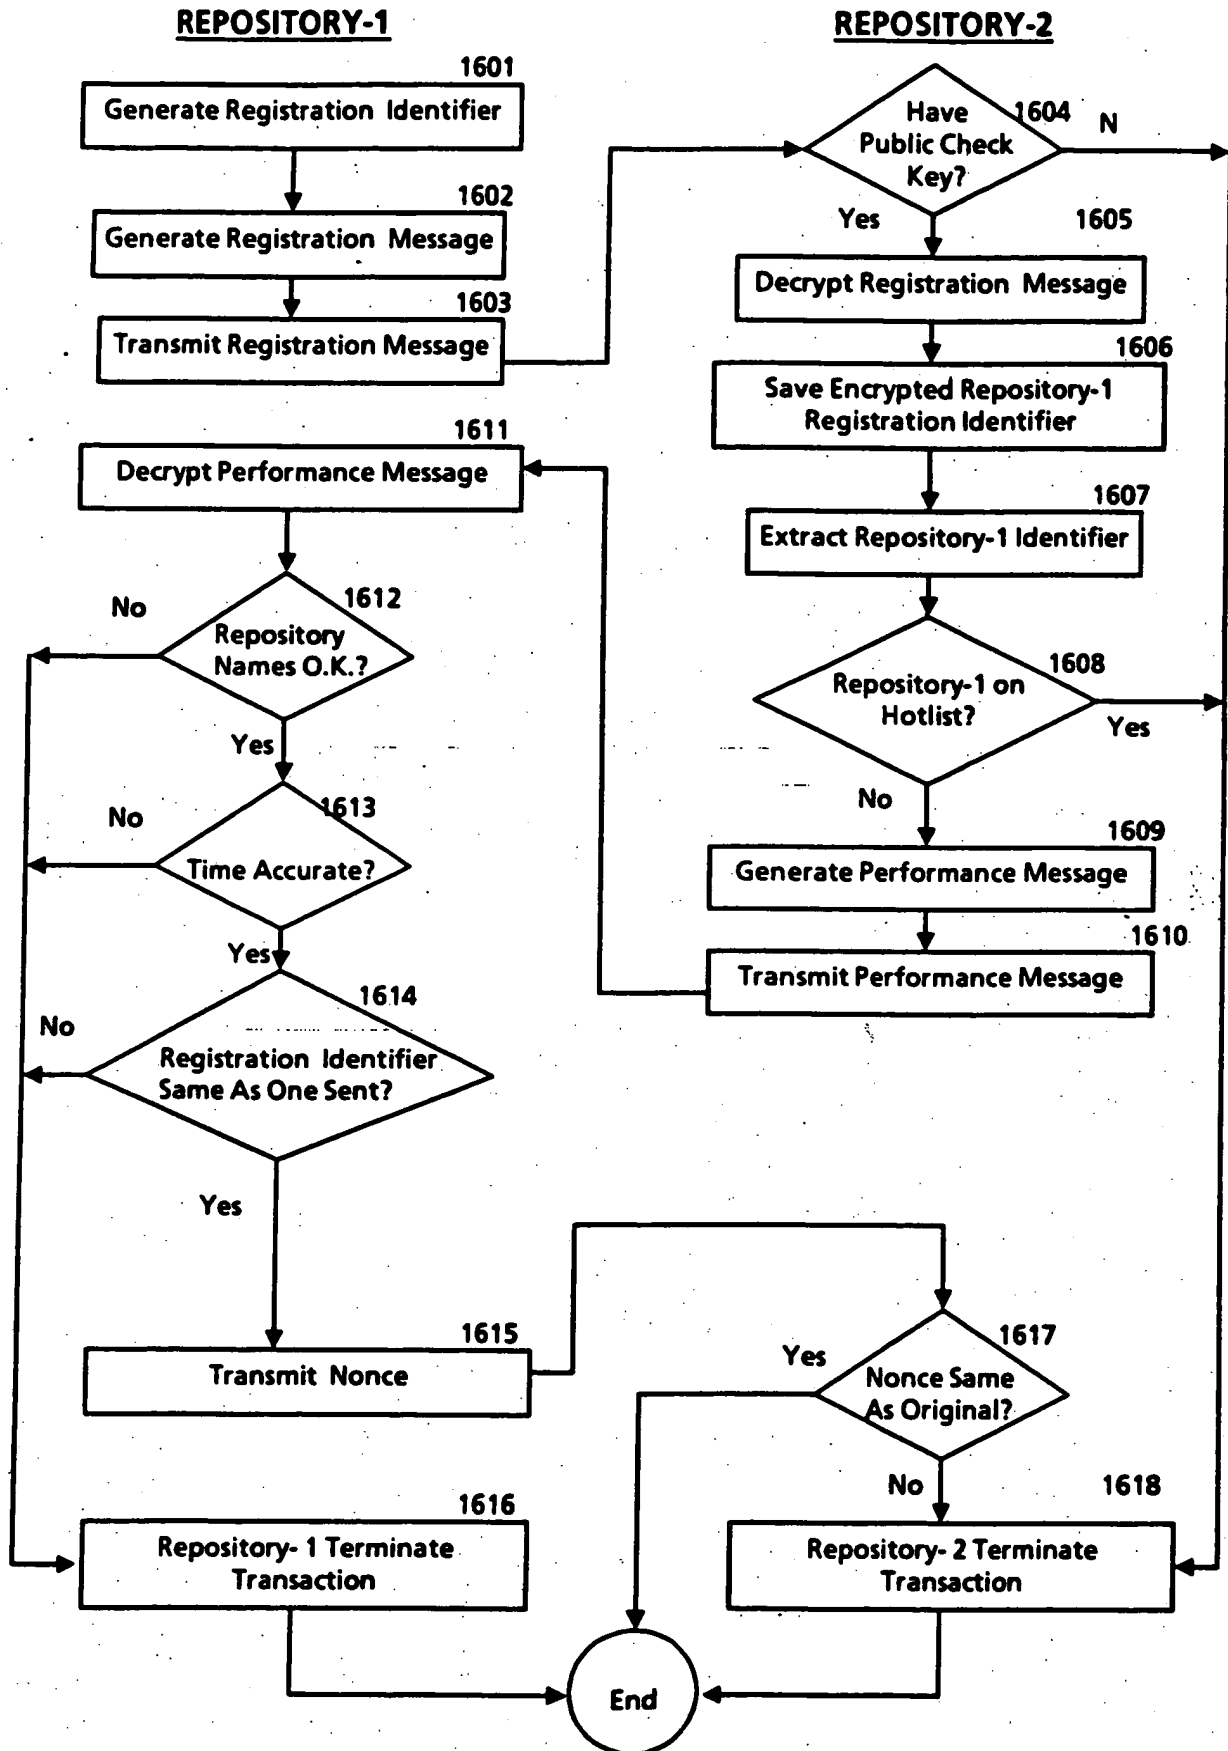 REPOSITORY-1
1601
Generate Registration Identifier
1602
Generate Registration Message
1603
Transmit Registration Message
1611
Decrypt Performance Message
1612
No
Repository
Names O.K.?
Yes
1613
No
Time Accurate?
Yes
1614
No
Registration Identifier
Same As One Sent?
Yes
1615
Transmit Nonce
1616
Repository- 1 Terminate
Transaction
REPOSITORY-2
1604
Have
Public Check
Key?
N
Yes
1605
Decrypt Registration Message
1606
Save Encrypted Repository-1
Registration Identifier
1607
Extract Repository-1 Identifier
1608
Repository-1 on
Hotlist?
Yes
No
1609
Generate Performance Message
1610
Transmit Performance Message
1617
Yes
Nonce Same
As Original?
No
1618
Repository- 2 Terminate
Transaction
End